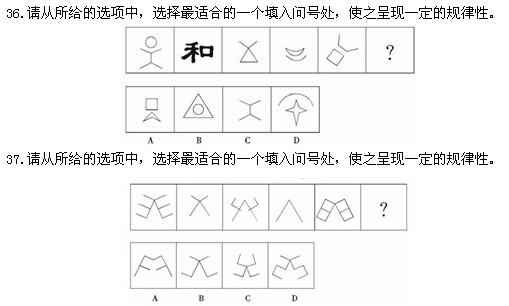 36.请从所给的选项中，选择最适合的一个填入问号处，使之呈现一定的规律性。
和
?
A B C D
37.请从所给的选项中，选择最适合的一个填入问号处，使之呈现一定的规律性。
?
A B C D